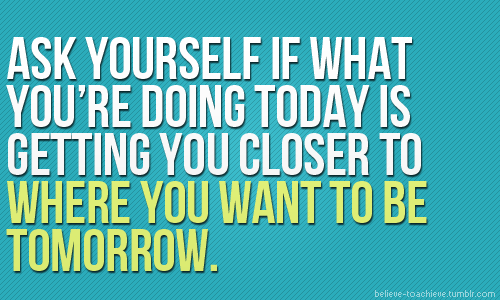 ASK YOURSELF IF WHAT
YOU'RE DOING TODAY IS
GETTING YOU CLOSER TO
WHERE YOU WANT TO BE
TOMORROW.
believe-toachieve.tumblr.com